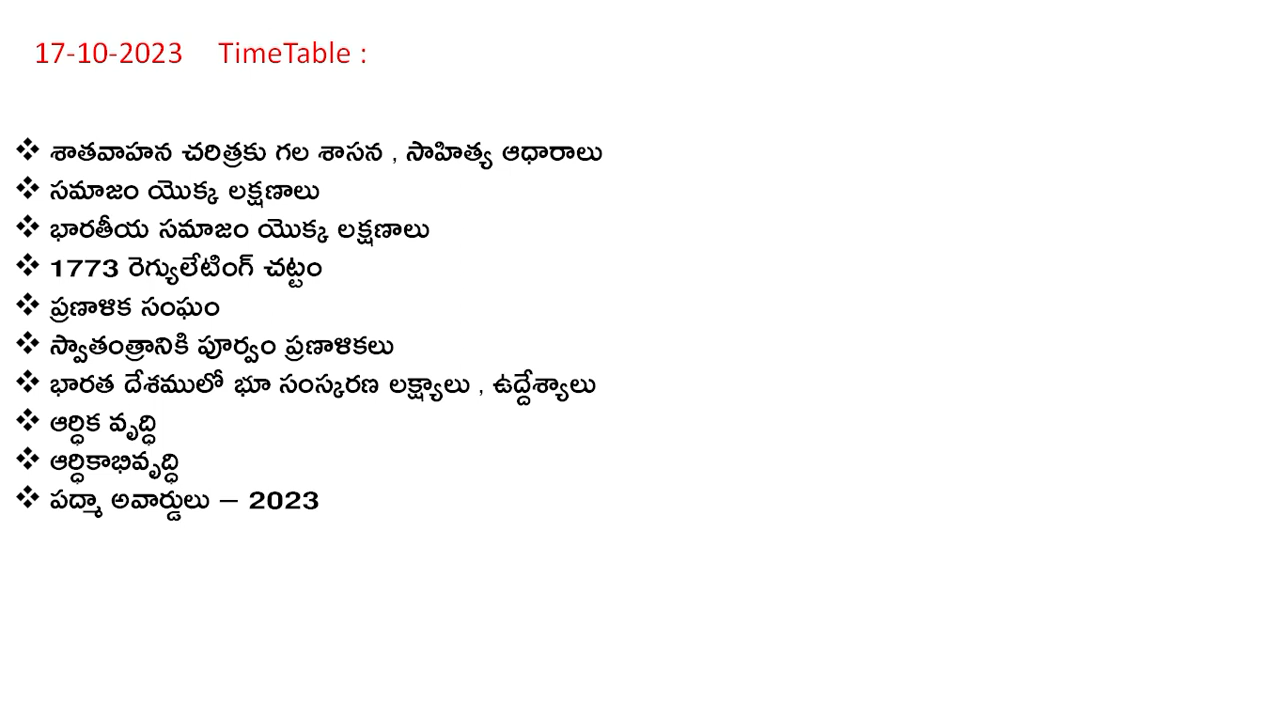 17-10-2023 TimeTable :
❖ శాతవాహన చరిత్రకు గల శాసన , సాహిత్య ఆధారాలు
❖ సమాజం యొక్క లక్షణాలు
❖ భారతీయ సమాజం యొక్క లక్షణాలు
❖ 1773 రెగ్యులేటింగ్ చట్టం
❖ ప్రణాళిక సంఘం
❖ స్వాతంత్రానికి పూర్వం ప్రణాళికలు
❖ భారత దేశములో భూ సంస్కరణ లక్ష్యాలు , ఉద్దేశ్యాలు
❖ ఆర్ధిక వృద్ధి
❖ ఆర్ధికాభివృద్ధి
❖ పద్మా అవార్డులు – 2023